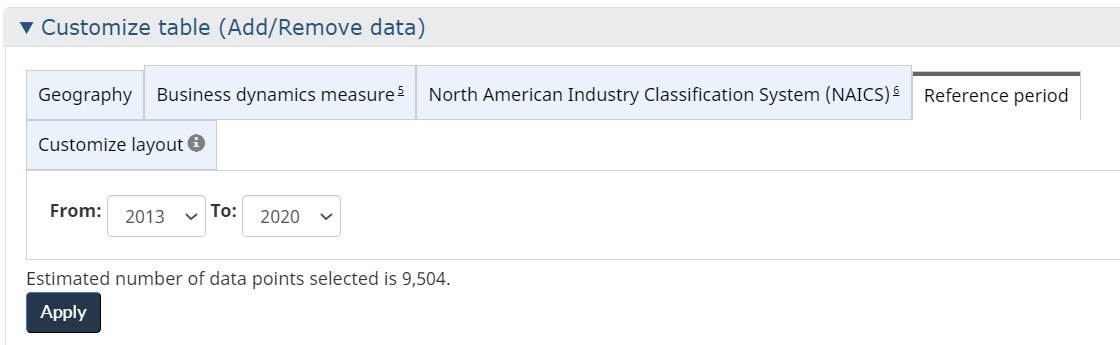 ▼ Customize table (Add/Remove data)
Geography Business dynamics measure 5 North American Industry Classification System (NAICS) 6 Reference period
Customize layout i
From: 2013 To: 2020
Estimated number of data points selected is 9,504.
Apply